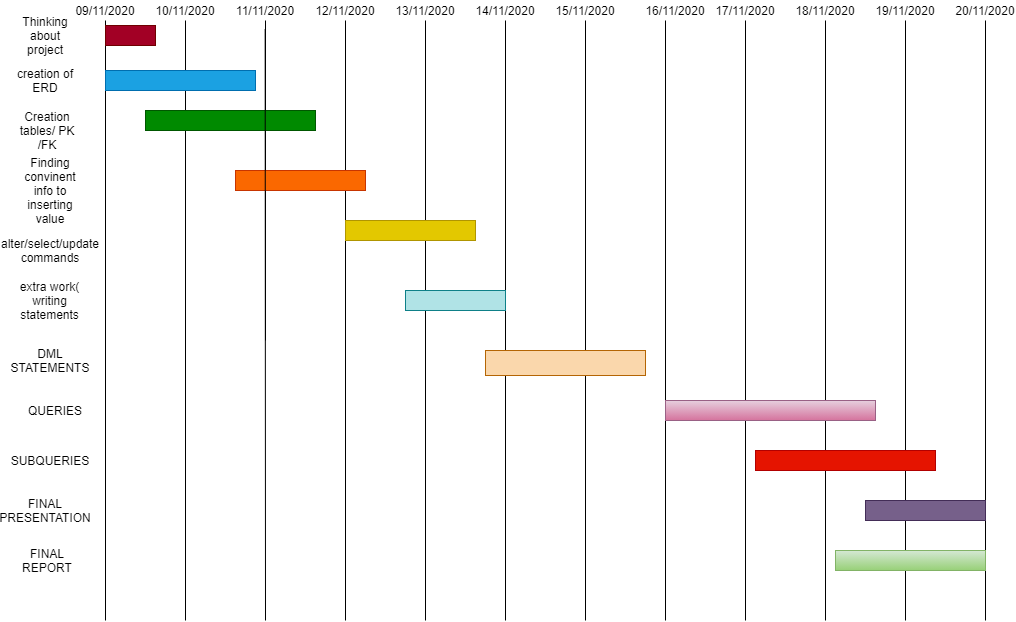 09/11/2020 10/11/2020 11/11/2020 12/11/2020 13/11/2020 14/11/2020 15/11/2020 16/11/2020 17/11/2020 18/11/2020 19/11/2020 20/11/2020
Thinking
about
project
creation of
ERD
Creation
tables/ PK
/FK
Finding
convinent
info to
inserting
value
alter/select/update
commands
extra work(
writing
statements
DML
STATEMENTS
QUERIES
SUBQUERIES
FINAL
PRESENTATION
FINAL
REPORT